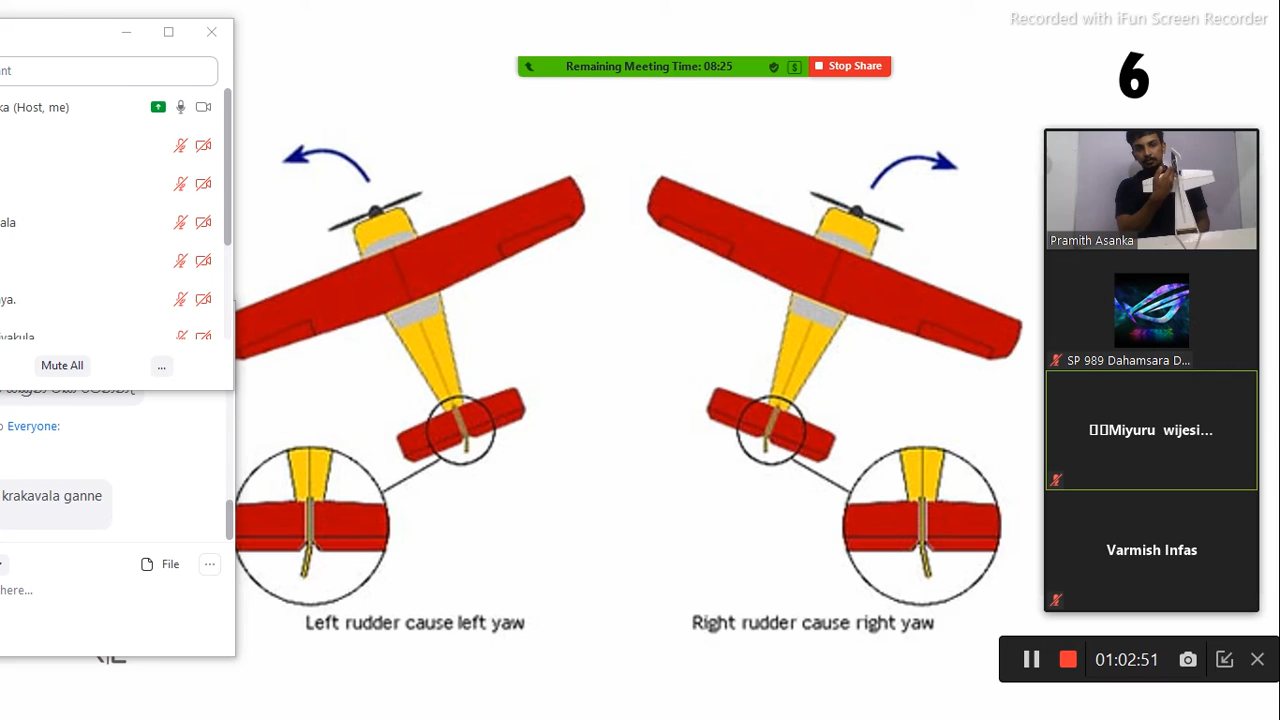 Recorded with iFun Screen Recorder
6
Remaining Meeting Time: 08:25
Stop Share
nt
ka (Host, me)
ala
ya.
Mute All
...
Everyone:
krakavala ganne
File
...
here...
Pramith Asanka
SP 989 Dahamsara D...
Miyuru wijesi...
Varmish Infas
Left rudder cause left yaw
Right rudder cause right yaw
01:02:51